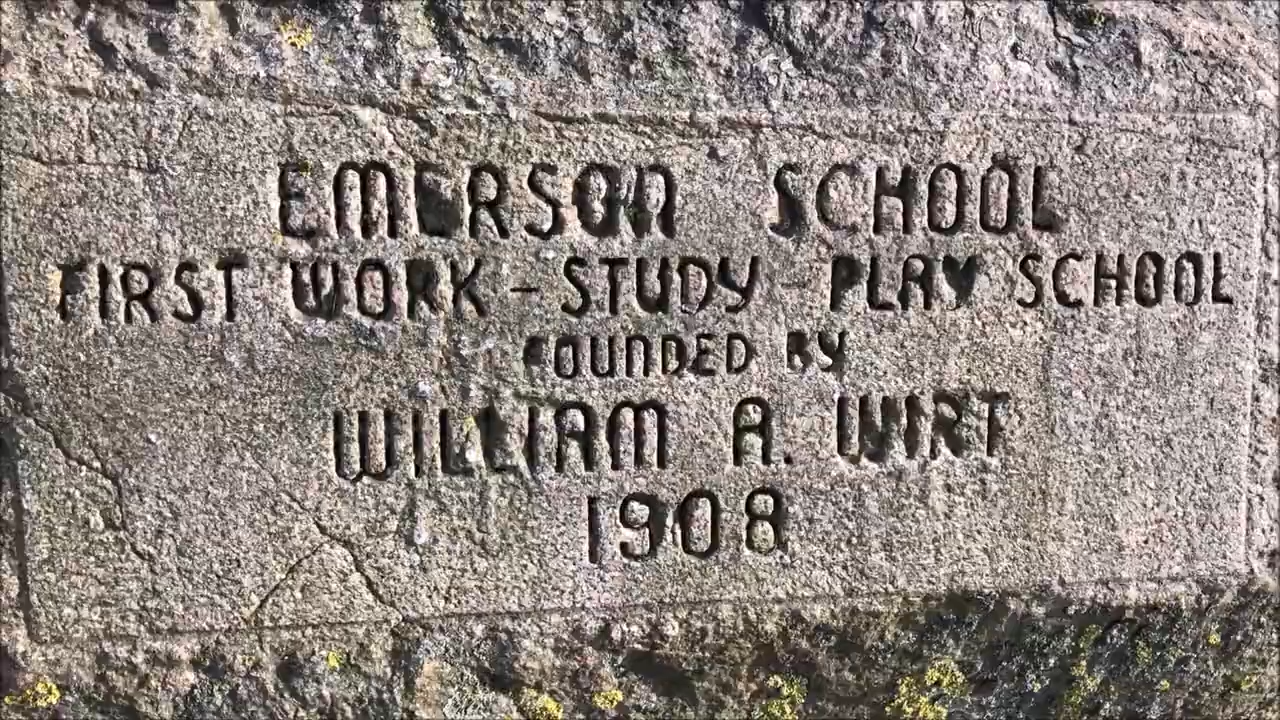 EMERSON SCHOOL
FIRST WORK - STUDY - PLAY SCHOOL
FOUNDED BY
WILLIAM A. WIRT
1908